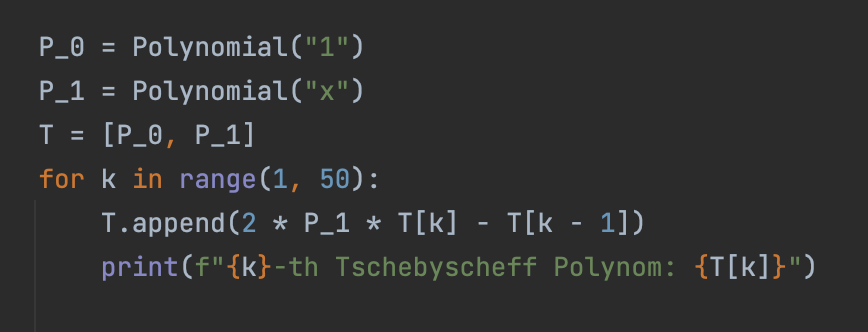 P_0 = Polynomial("1")
P_1 = Polynomial("x")
T = [P_0, P_1]
for k in range(1, 50):
    T.append(2 * P_1 * T[k] - T[k - 1])
    print(f"{k}-th Tschebyscheff Polynom: {T[k]}")